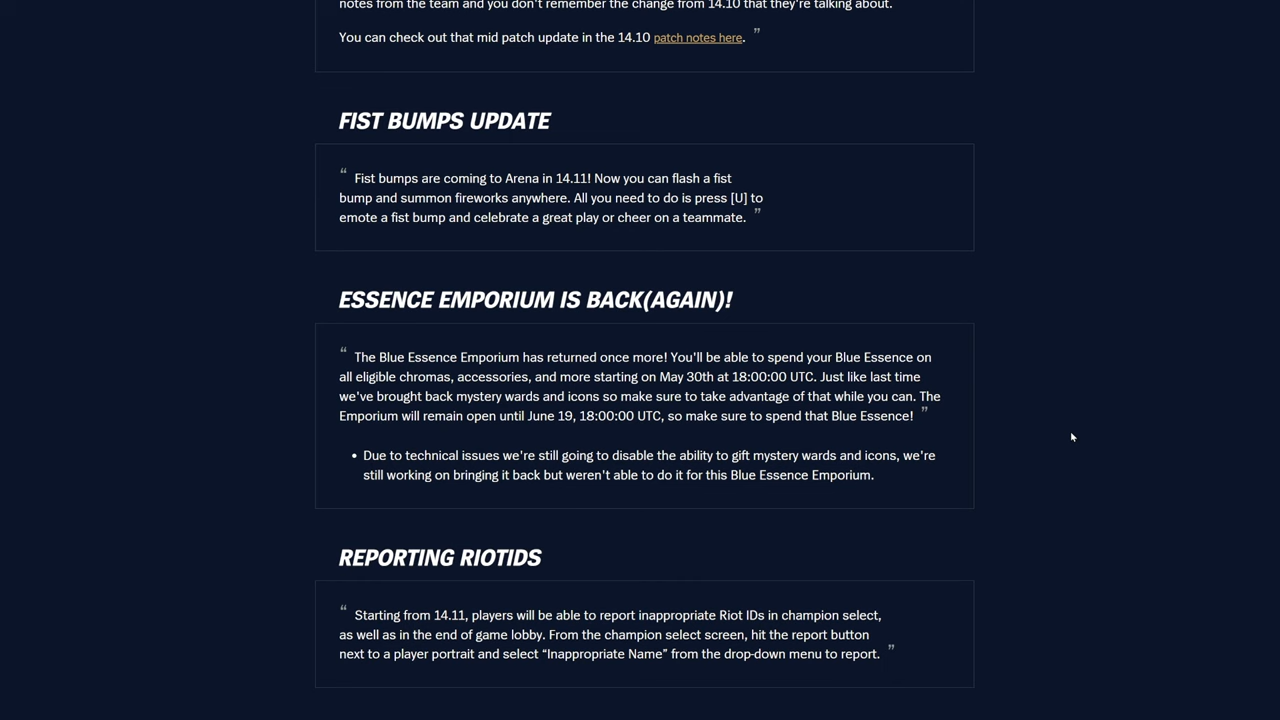 notes from the team and you don't remember the change from 14.10 that they're talking about.
You can check out that mid patch update in the 14.10 patch notes here. ”
FIST BUMPS UPDATE
“ Fist bumps are coming to Arena in 14.11! Now you can flash a fist
bump and summon fireworks anywhere. All you need to do is press [U] to
emote a fist bump and celebrate a great play or cheer on a teammate. ”
ESSENCE EMPORIUM IS BACK(AGAIN)!
“ The Blue Essence Emporium has returned once more! You'll be able to spend your Blue Essence on
all eligible chromas, accessories, and more starting on May 30th at 18:00:00 UTC. Just like last time
we've brought back mystery wards and icons so make sure to take advantage of that while you can. The
Emporium will remain open until June 19, 18:00:00 UTC, so make sure to spend that Blue Essence! ”
• Due to technical issues we're still going to disable the ability to gift mystery wards and icons, we're
still working on bringing it back but weren't able to do it for this Blue Essence Emporium.
REPORTING RIOTIDS
“ Starting from 14.11, players will be able to report inappropriate Riot IDs in champion select,
as well as in the end of game lobby. From the champion select screen, hit the report button
next to a player portrait and select “Inappropriate Name” from the drop-down menu to report. ”